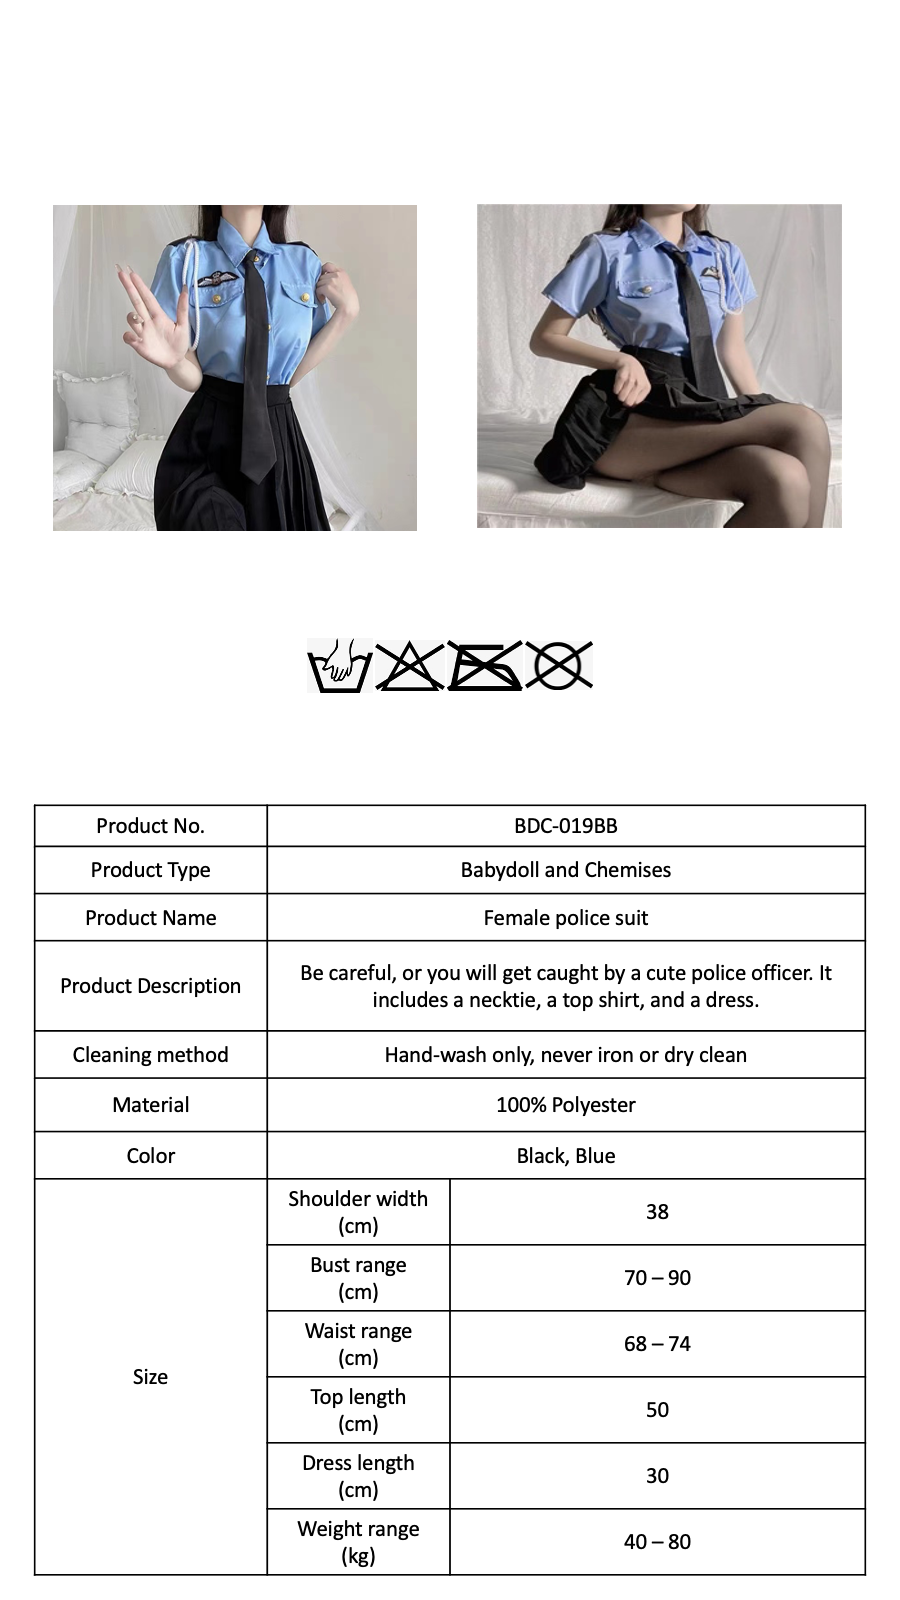 Product No.
BDC-019BB
Product Type
Babydoll and Chemises
Product Name
Female police suit
Product Description
Be careful, or you will get caught by a cute police officer. It
includes a necktie, a top shirt, and a dress.
Cleaning method
Hand-wash only, never iron or dry clean
Material
100% Polyester
Color
Black, Blue
Size
Shoulder width
(cm)
38
Bust range
(cm)
70 – 90
Waist range
(cm)
68 – 74
Top length
(cm)
50
Dress length
(cm)
30
Weight range
(kg)
40 – 80